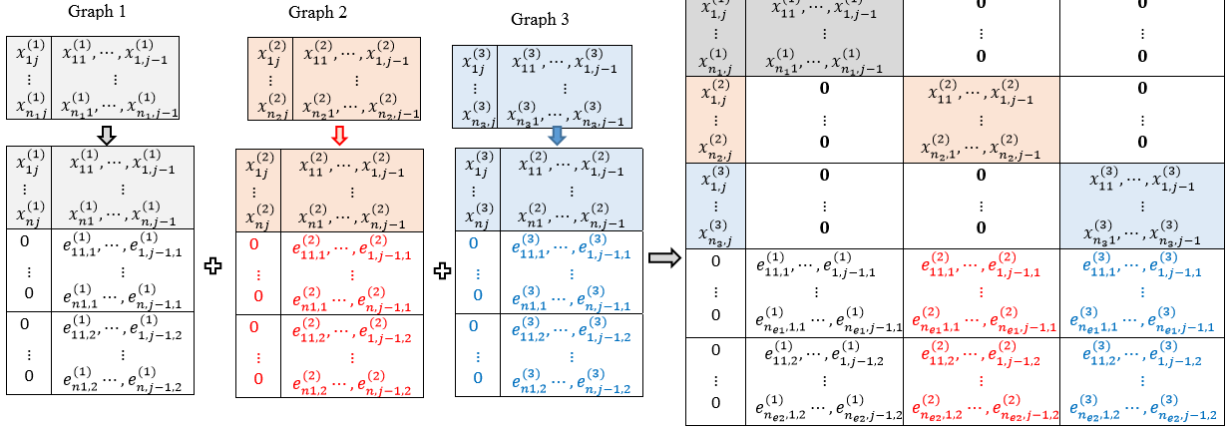 Graph 1
Graph 2
Graph 3
x_{1j}^{(1)} x_{11}^{(1)}, ⋯, x_{1,j-1}^{(1)}
⋮ ⋮
x_{n_1j}^{(1)} x_{n_11}^{(1)}, ⋯, x_{n_1,j-1}^{(1)}
x_{1j}^{(2)} x_{11}^{(2)}, ⋯, x_{1,j-1}^{(2)}
⋮ ⋮
x_{n_2j}^{(2)} x_{n_21}^{(2)}, ⋯, x_{n_2,j-1}^{(2)}
x_{1,j}^{(3)} x_{11}^{(3)}, ⋯, x_{1,j-1}^{(3)}
⋮ ⋮
x_{n_3,j}^{(3)} x_{n_31}^{(3)}, ⋯, x_{n_3,j-1}^{(3)}
x_{1j}^{(1)} x_{11}^{(1)}, ⋯, x_{1,j-1}^{(1)}
⋮ ⋮
x_{nj}^{(1)} x_{n1}^{(1)}, ⋯, x_{n,j-1}^{(1)}
0 e_{11,1}^{(1)}, ⋯, e_{1,j-1,1}^{(1)}
⋮ ⋮
0 e_{n1,1}^{(1)} ⋯, e_{n,j-1,1}^{(1)}
0 e_{11,2}^{(1)}, ⋯, e_{1,j-1,2}^{(1)}
⋮ ⋮
0 e_{n1,2}^{(1)} ⋯, e_{n,j-1,2}^{(1)}
+
x_{1j}^{(2)} x_{11}^{(2)}, ⋯, x_{1,j-1}^{(2)}
⋮ ⋮
x_{nj}^{(2)} x_{n1}^{(2)}, ⋯, x_{n,j-1}^{(2)}
0 e_{11,1}^{(2)}, ⋯, e_{1,j-1,1}^{(2)}
⋮ ⋮
0 e_{n1,1}^{(2)} ⋯, e_{n,j-1,1}^{(2)}
0 e_{11,2}^{(2)}, ⋯, e_{1,j-1,2}^{(2)}
⋮ ⋮
0 e_{n1,2}^{(2)} ⋯, e_{n,j-1,2}^{(2)}
+
x_{1j}^{(3)} x_{11}^{(2)}, ⋯, x_{1,j-1}^{(2)}
⋮ ⋮
x_{nj}^{(3)} x_{n1}^{(2)}, ⋯, x_{n,j-1}^{(2)}
0 e_{11,1}^{(3)}, ⋯, e_{1,j-1,1}^{(3)}
⋮ ⋮
0 e_{n1,1}^{(3)} ⋯, e_{n,j-1,1}^{(3)}
0 e_{11,2}^{(3)}, ⋯, e_{1,j-1,2}^{(3)}
⋮ ⋮
0 e_{n1,2}^{(3)} ⋯, e_{n,j-1,2}^{(3)}
x_{1,j}^{(1)} x_{11}^{(1)}, ⋯, x_{1,j-1}^{(1)} 0 0
⋮ ⋮ ⋮ ⋮
x_{n_1,j}^{(1)} x_{n_11}^{(1)}, ⋯, x_{n_1,j-1}^{(1)} 0 0
x_{1,j}^{(2)} 0 x_{11}^{(2)}, ⋯, x_{1,j-1}^{(2)} 0
⋮ ⋮ ⋮ ⋮
x_{n_2,j}^{(2)} 0 x_{n_2,1}^{(2)}, ⋯, x_{n_2,j-1}^{(2)} 0
x_{1,j}^{(3)} 0 0 x_{11}^{(3)}, ⋯, x_{1,j-1}^{(3)}
⋮ ⋮ ⋮ ⋮
x_{n_3,j}^{(3)} 0 0 x_{n_31}^{(3)}, ⋯, x_{n_3,j-1}^{(3)}
0 e_{11,1}^{(1)}, ⋯, e_{1,j-1,1}^{(1)} e_{11,1}^{(2)}, ⋯, e_{1,j-1,1}^{(2)} e_{11,1}^{(3)}, ⋯, e_{1,j-1,1}^{(3)}
⋮ ⋮ ⋮ ⋮
0 e_{n_{e1},1,1}^{(1)} ⋯, e_{n_{e1},j-1,1}^{(1)} e_{n_{e1}1,1}^{(2)} ⋯, e_{n_{e1},j-1,1}^{(2)} e_{n_{e1}1,1}^{(3)} ⋯, e_{n_{e1},j-1,1}^{(3)}
0 e_{11,2}^{(1)}, ⋯, e_{1,j-1,2}^{(1)} e_{11,2}^{(2)}, ⋯, e_{1,j-1,2}^{(2)} e_{11,2}^{(3)}, ⋯, e_{1,j-1,2}^{(3)}
⋮ ⋮ ⋮ ⋮
0 e_{n_{e2},1,2}^{(1)} ⋯, e_{n_{e2},j-1,2}^{(1)} e_{n_{e2},1,2}^{(2)} ⋯, e_{n_{e2},j-1,2}^{(2)} e_{n_{e2},1,2}^{(3)} ⋯, e_{n_{e2},j-1,2}^{(3)}